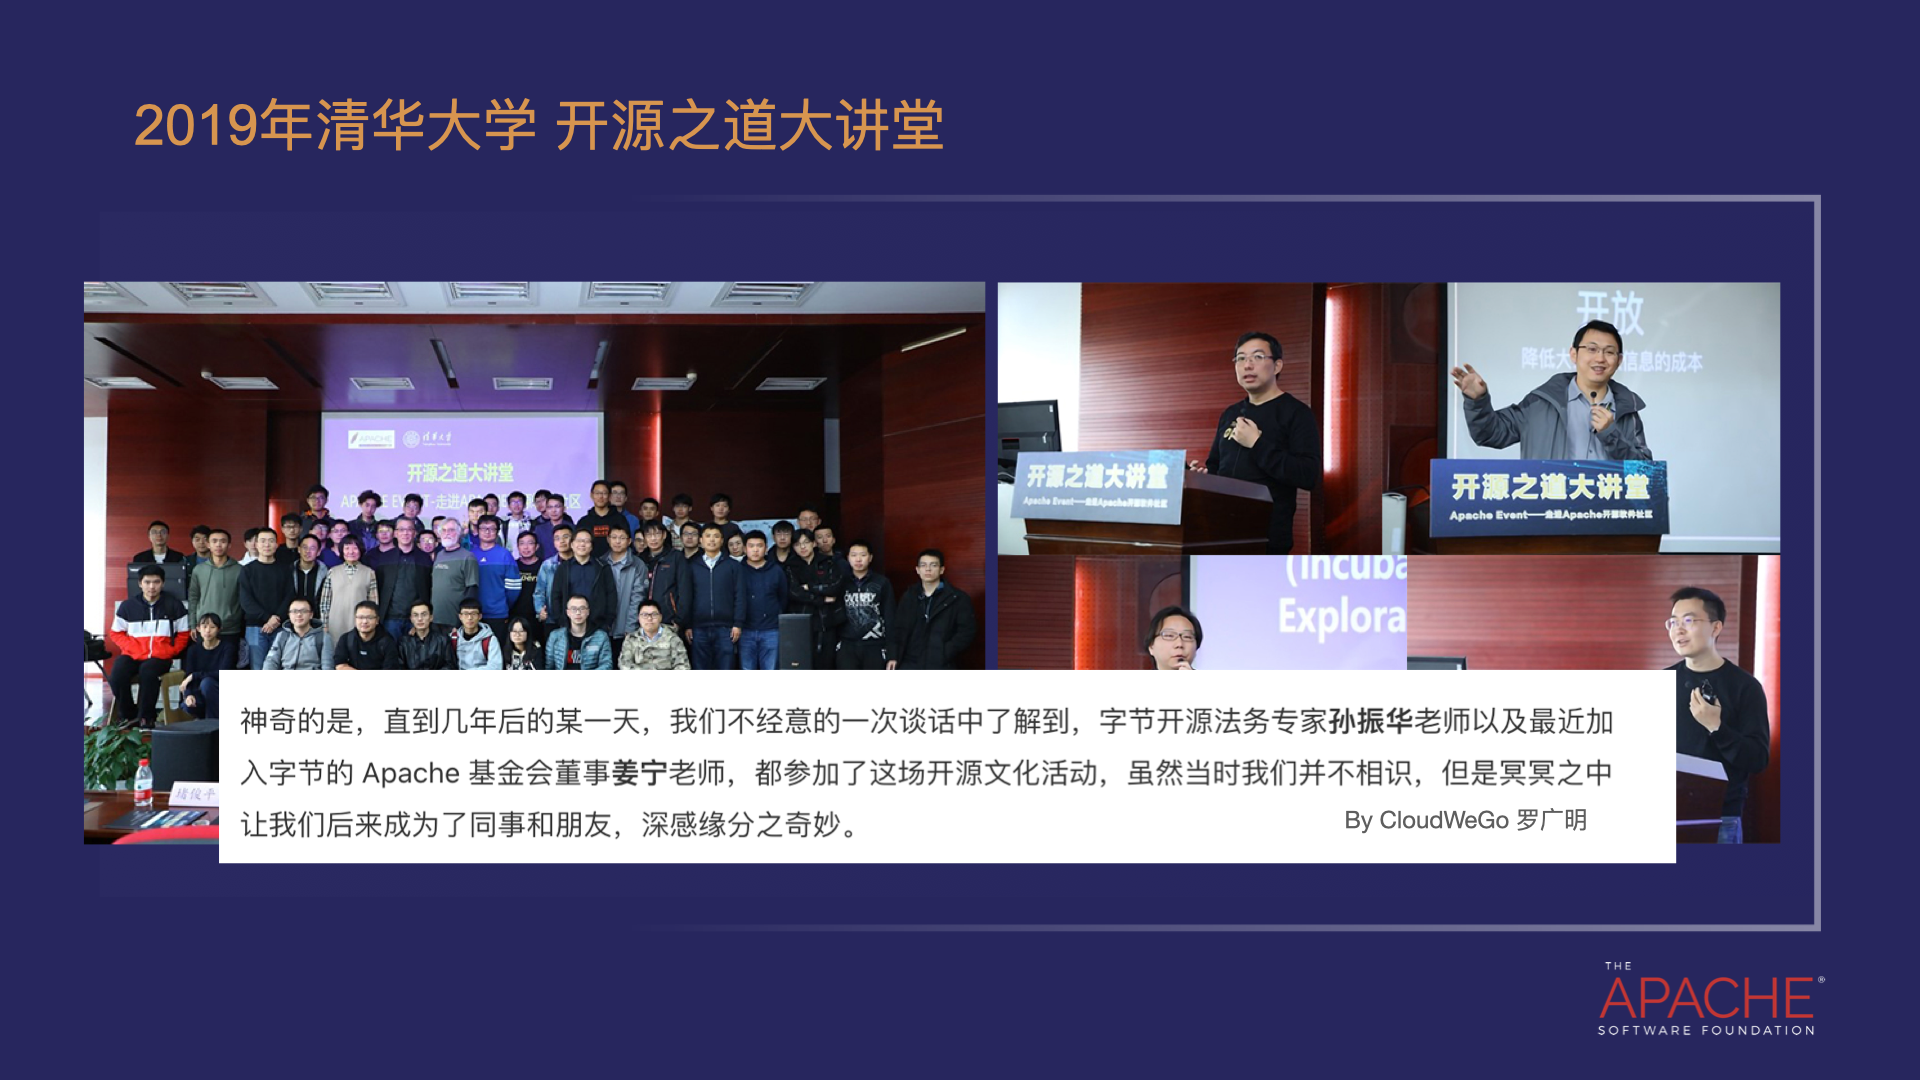 2019年清华大学 开源之道大讲堂
APACHE
清华大学
开源之道大讲堂
开源之道大讲堂
Apache Event——走进Apache开源软件社区
开放
降低大
信息的成本
开源之道大讲堂
Apache Event——走进Apache开源软件社区
(Incuba
Explora
神奇的是，直到几年后的某一天，我们不经意的一次谈话中了解到，字节开源法务专家孙振华老师以及最近加
入字节的 Apache 基金会董事姜宁老师，都参加了这场开源文化活动，虽然当时我们并不相识，但是冥冥之中
让我们后来成为了同事和朋友，深感缘分之奇妙。
By CloudWeGo 罗广明
THE
APACHE®
SOFTWARE FOUNDATION